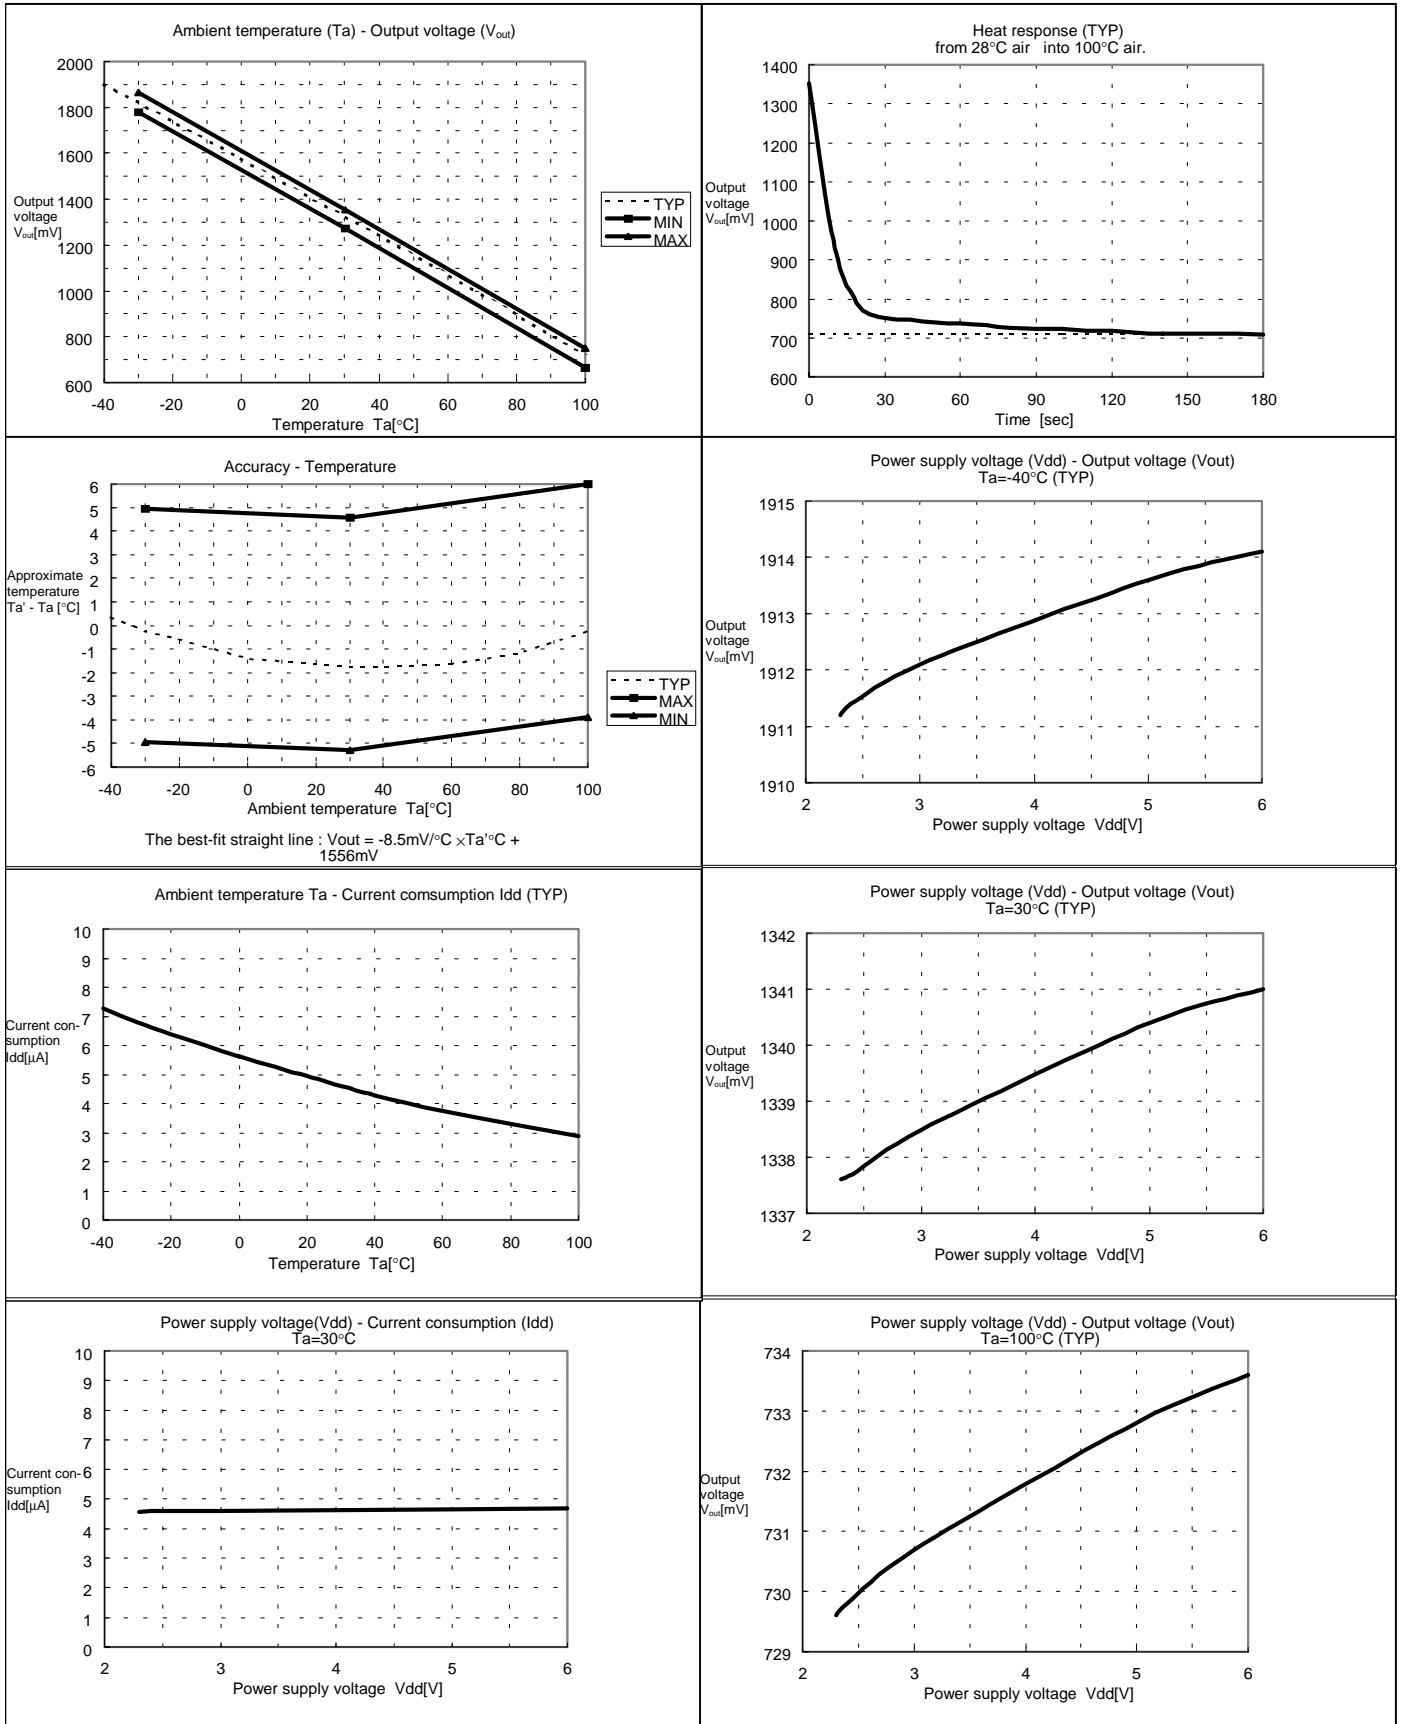 Ambient temperature (Ta) - Output voltage (Vout)
2000
1800
1600
1400
1200
1000
800
600
Output
voltage
Vout[mV]
-40 -20 0 20 40 60 80 100
Temperature Ta[°C]
TYP
MIN
MAX
Heat response (TYP)
from 28°C air into 100°C air.
1400
1300
1200
1100
1000
900
800
700
600
Output
voltage
Vout[mV]
0 30 60 90 120 150 180
Time [sec]
Accuracy - Temperature
6
5
4
3
2
1
0
-1
-2
-3
-4
-5
-6
Approximate
temperature
Ta' - Ta [°C]
-40 -20 0 20 40 60 80 100
Ambient temperature Ta[°C]
TYP
MAX
MIN
The best-fit straight line : Vout = -8.5mV/°C ×Ta'°C +
1556mV
Power supply voltage (Vdd) - Output voltage (Vout)
Ta=-40°C (TYP)
1915
1914
1913
1912
1911
1910
Output
voltage
Vout[mV]
2 3 4 5 6
Power supply voltage Vdd[V]
Ambient temperature Ta - Current comsumption Idd (TYP)
10
9
8
7
6
5
4
3
2
1
0
Current con-
sumption
Idd[µA]
-40 -20 0 20 40 60 80 100
Temperature Ta[°C]
Power supply voltage (Vdd) - Output voltage (Vout)
Ta=30°C (TYP)
1342
1341
1340
1339
1338
1337
Output
voltage
Vout[mV]
2 3 4 5 6
Power supply voltage Vdd[V]
Power supply voltage(Vdd) - Current consumption (Idd)
Ta=30°C
10
9
8
7
6
5
4
3
2
1
0
Current con-
sumption
Idd[µA]
2 3 4 5 6
Power supply voltage Vdd[V]
Power supply voltage (Vdd) - Output voltage (Vout)
Ta=100°C (TYP)
734
733
732
731
730
729
Output
voltage
Vout[mV]
2 3 4 5 6
Power supply voltage Vdd[V]